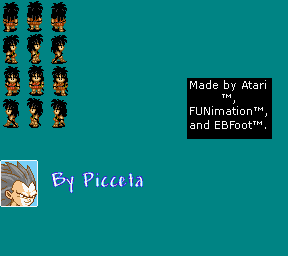 Made by Atari
™,
FUNimation™,
and EBFoot™.
By Picceta